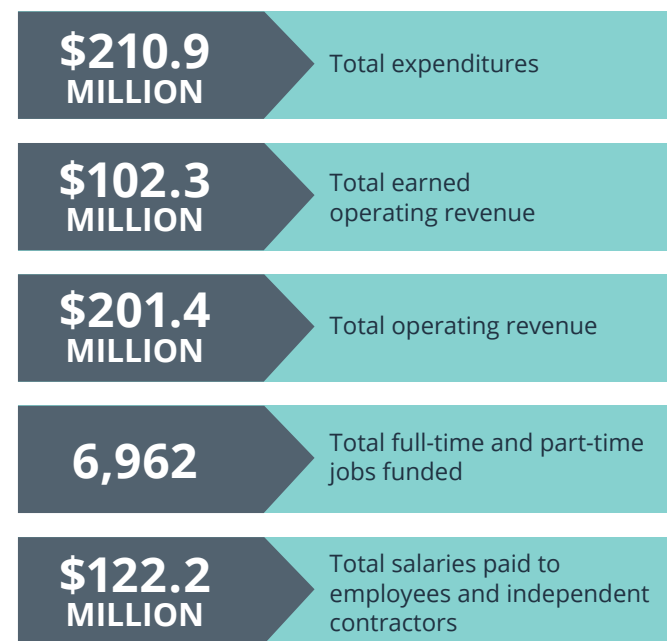 $210.9
MILLION
Total expenditures
$102.3
MILLION
Total earned
operating revenue
$201.4
MILLION
Total operating revenue
6,962
Total full-time and part-time
jobs funded
$122.2
MILLION
Total salaries paid to
employees and independent
contractors